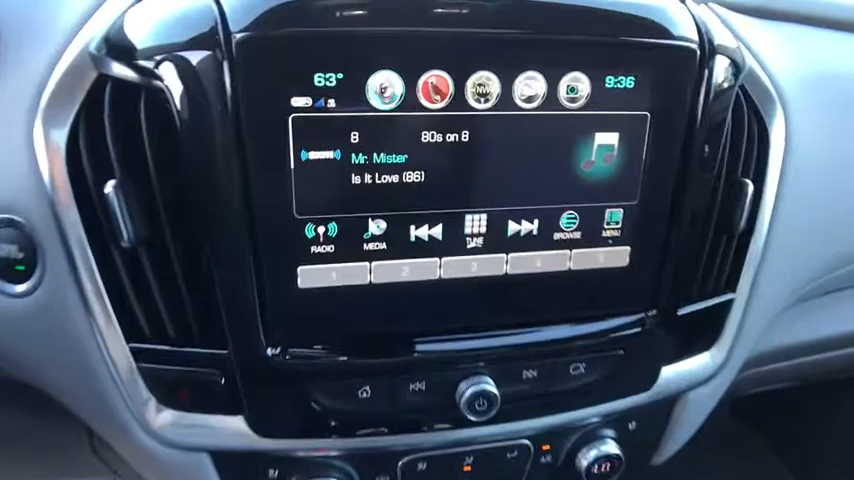 63°
9:36
NW
8 80s on 8
Mr. Mister
Is It Love (86)
RADIO MEDIA TUNE BROWSE MENU
1 2 3 4 5